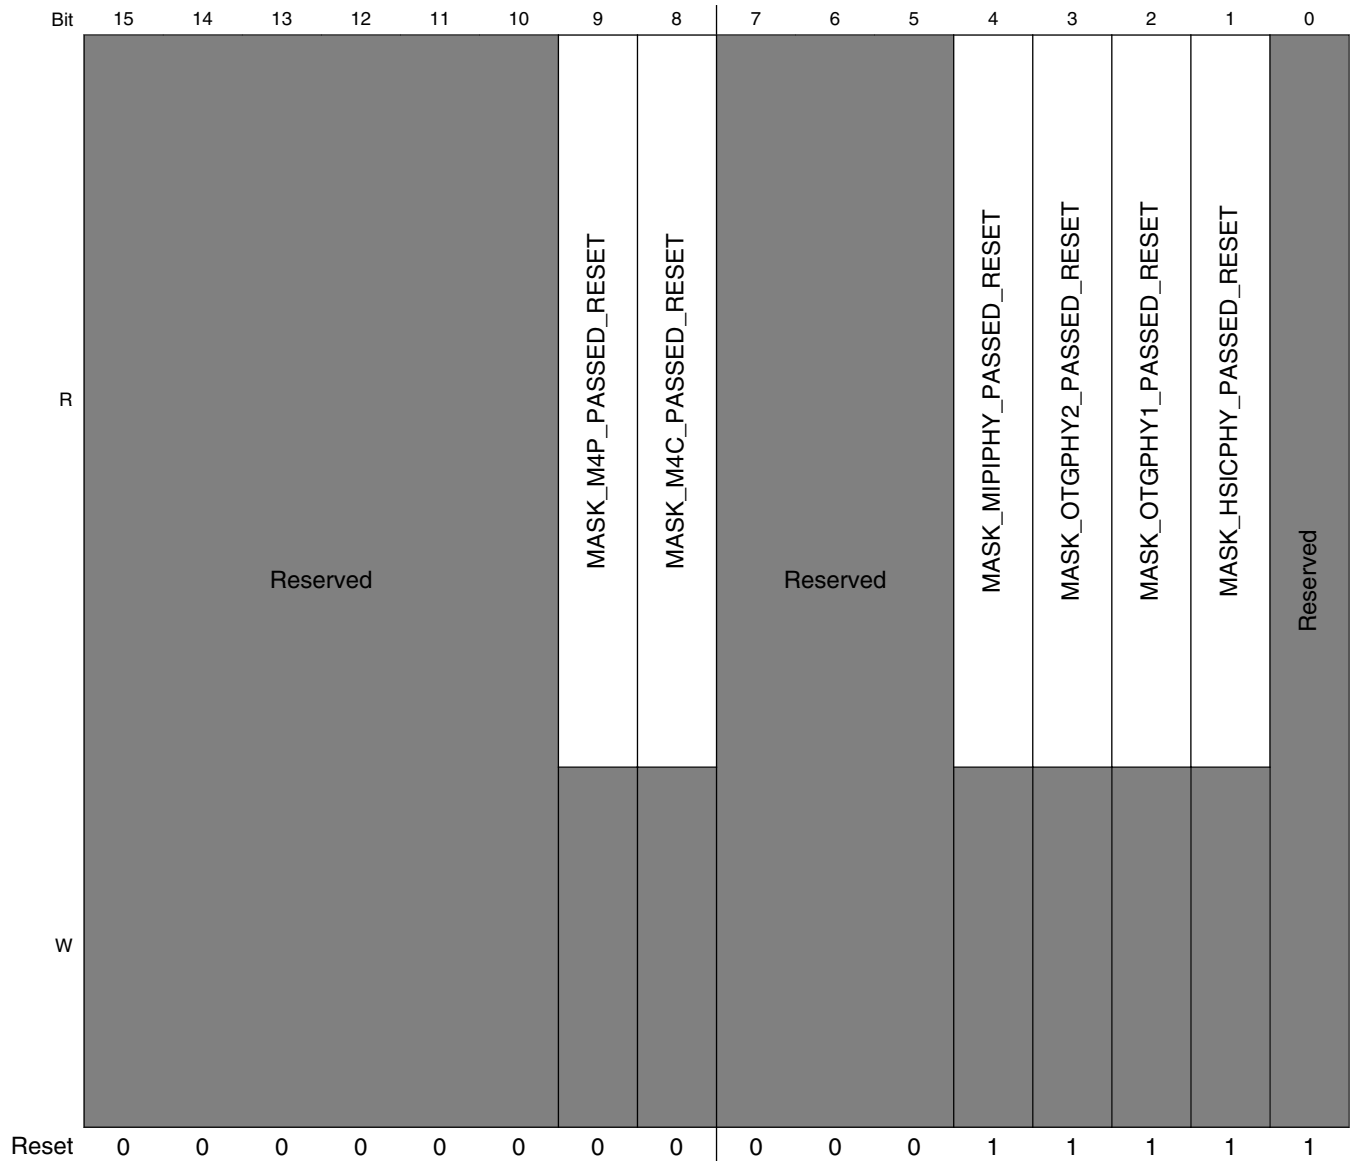 Bit 15 14 13 12 11 10 9 8 7 6 5 4 3 2 1 0
R
Reserved
MASK_M4P_PASSED_RESET
MASK_M4C_PASSED_RESET
Reserved
MASK_MIPIPHY_PASSED_RESET
MASK_OTGPHY2_PASSED_RESET
MASK_OTGPHY1_PASSED_RESET
MASK_HSICPHY_PASSED_RESET
Reserved
W
Reset 0 0 0 0 0 0 0 0 0 0 0 1 1 1 1 1